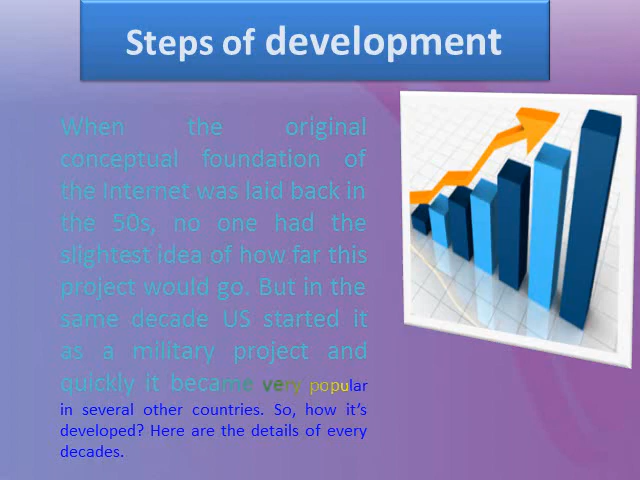 Steps of development
When the original
conceptual foundation of
the Internet was laid back in
the 50s, no one had the
slightest idea of how far this
project would go. But in the
same decade US started it
as a military project and
quickly it became very popular
in several other countries. So, how it’s
developed? Here are the details of every
decades.